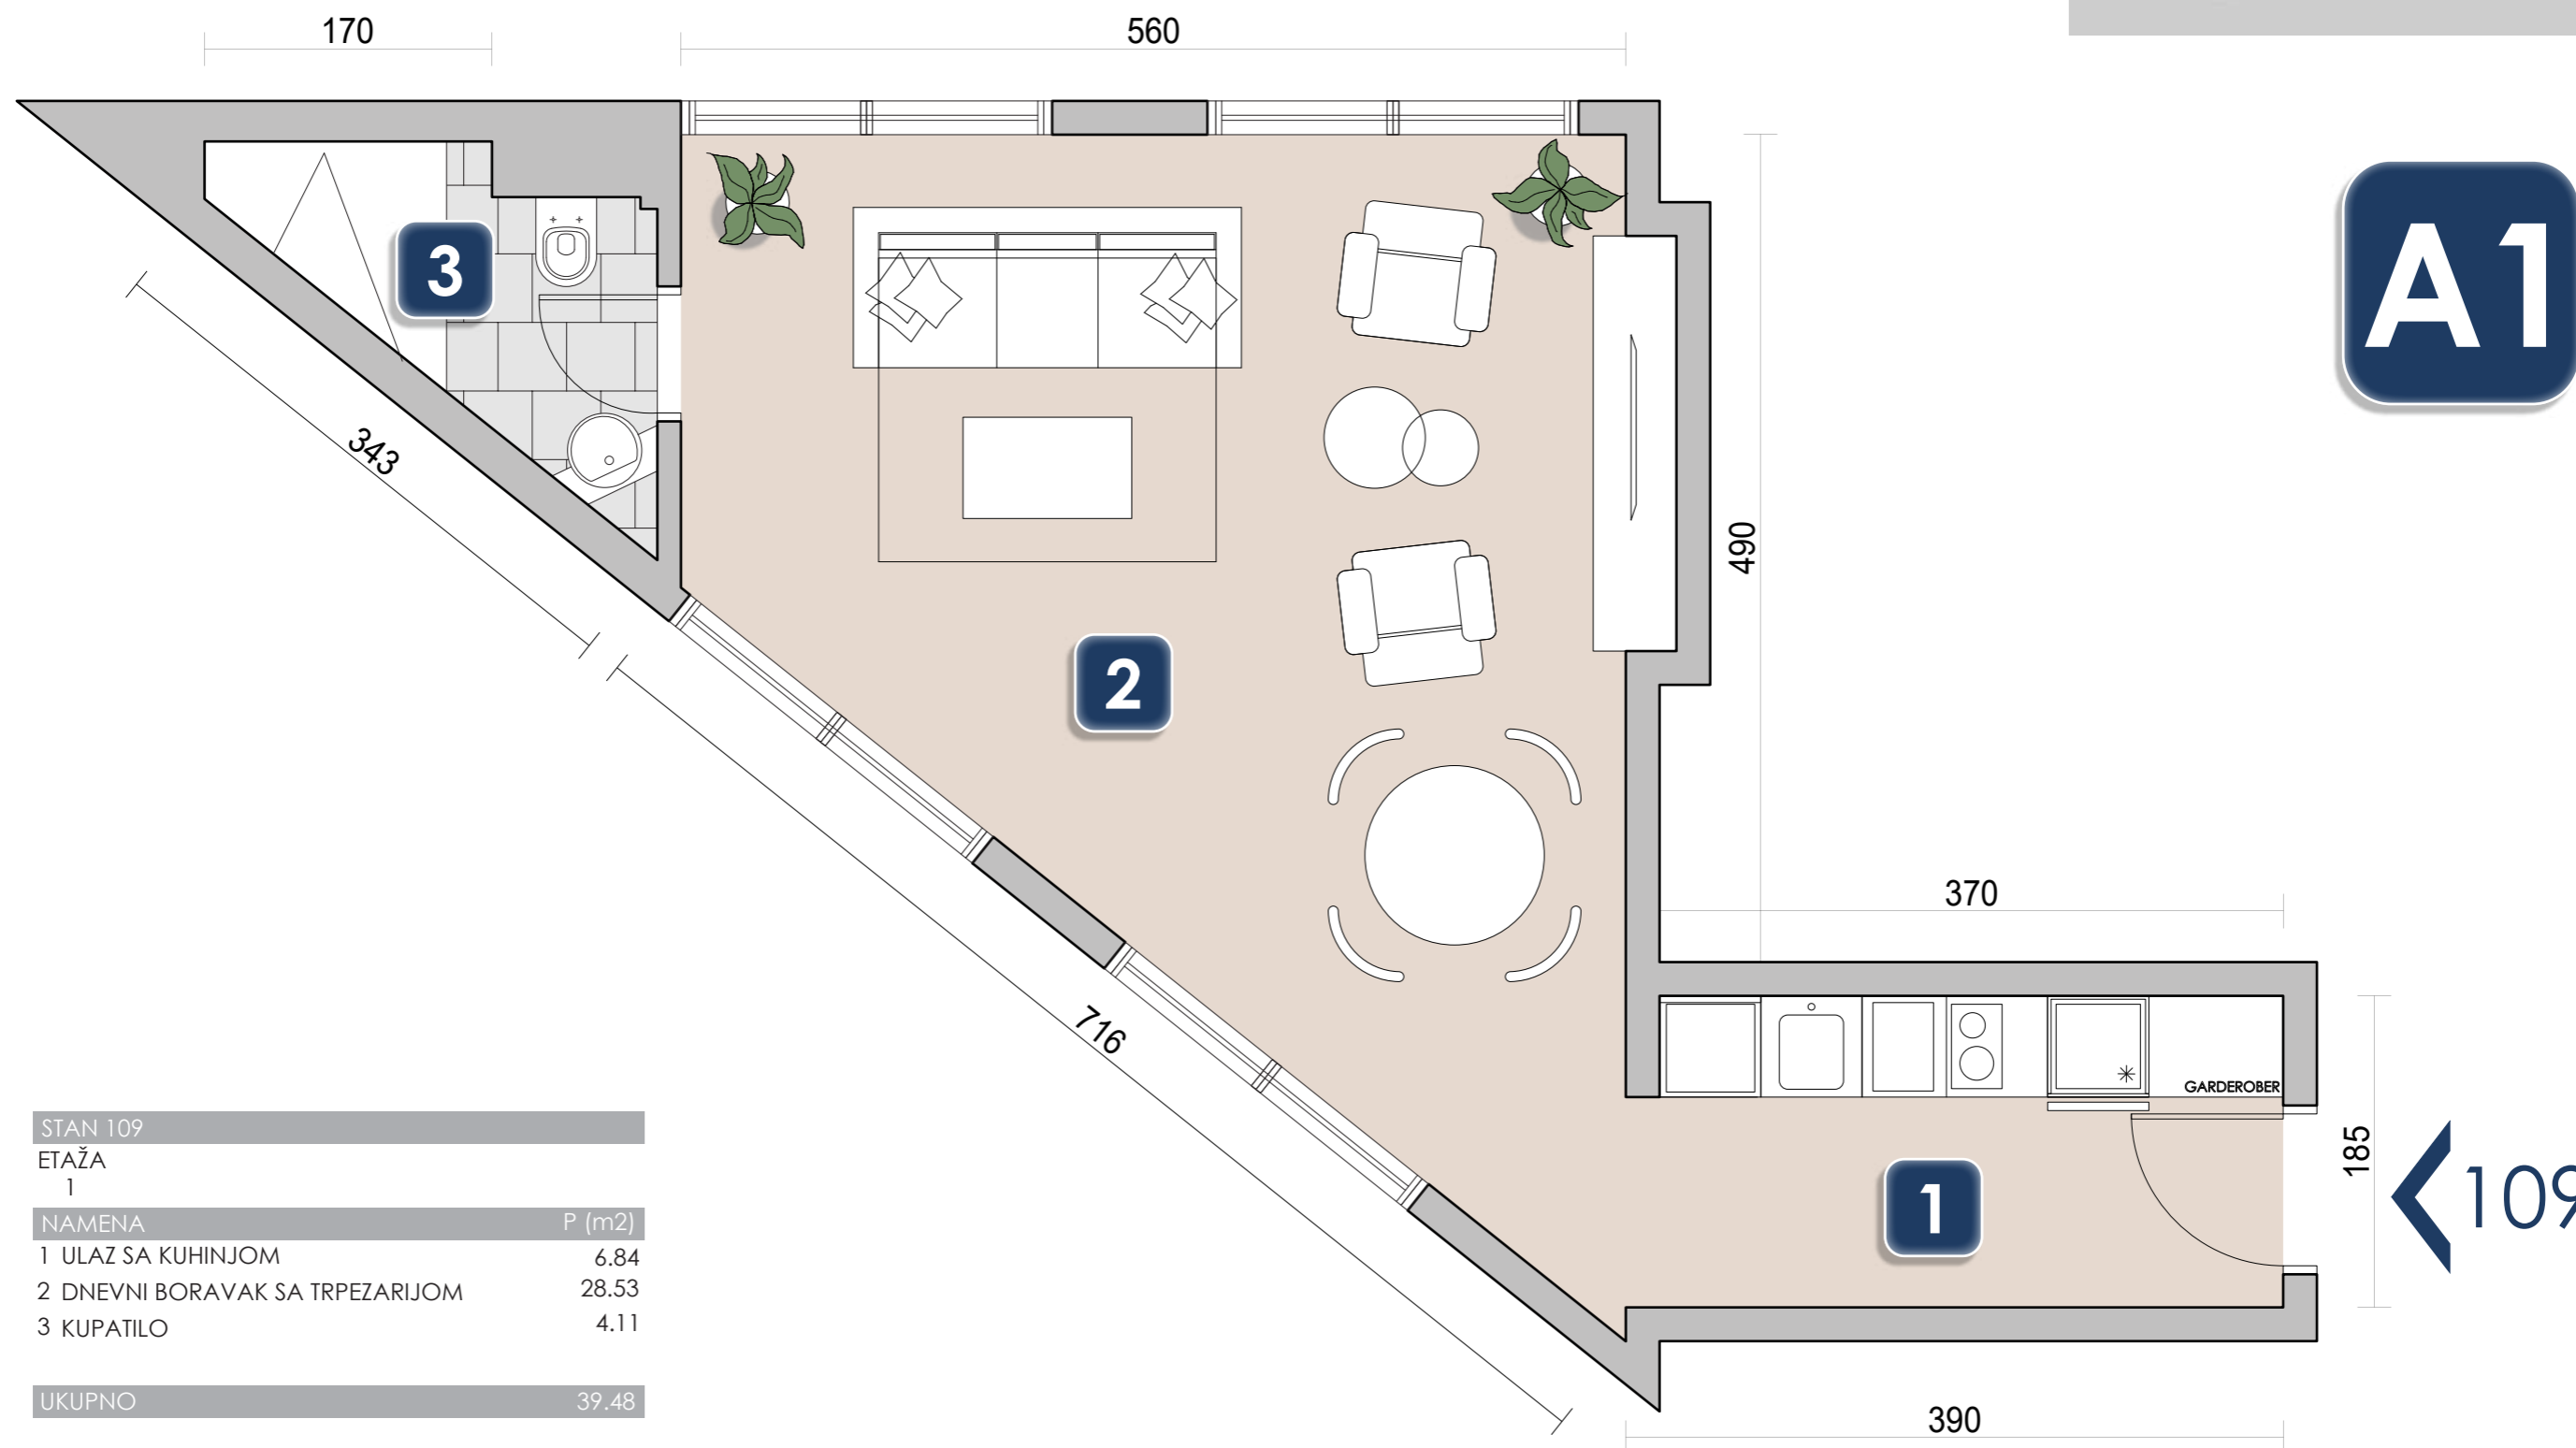 170
560
A1
3
343
490
2
370
716
GARDEROBER
185
1
109
390
STAN 109
ETAŽA
1
NAMENA P (m2)
1 ULAZ SA KUHINJOM 6.84
2 DNEVNI BORAVAK SA TRPEZARIJOM 28.53
3 KUPATILO 4.11
UKUPNO 39.48